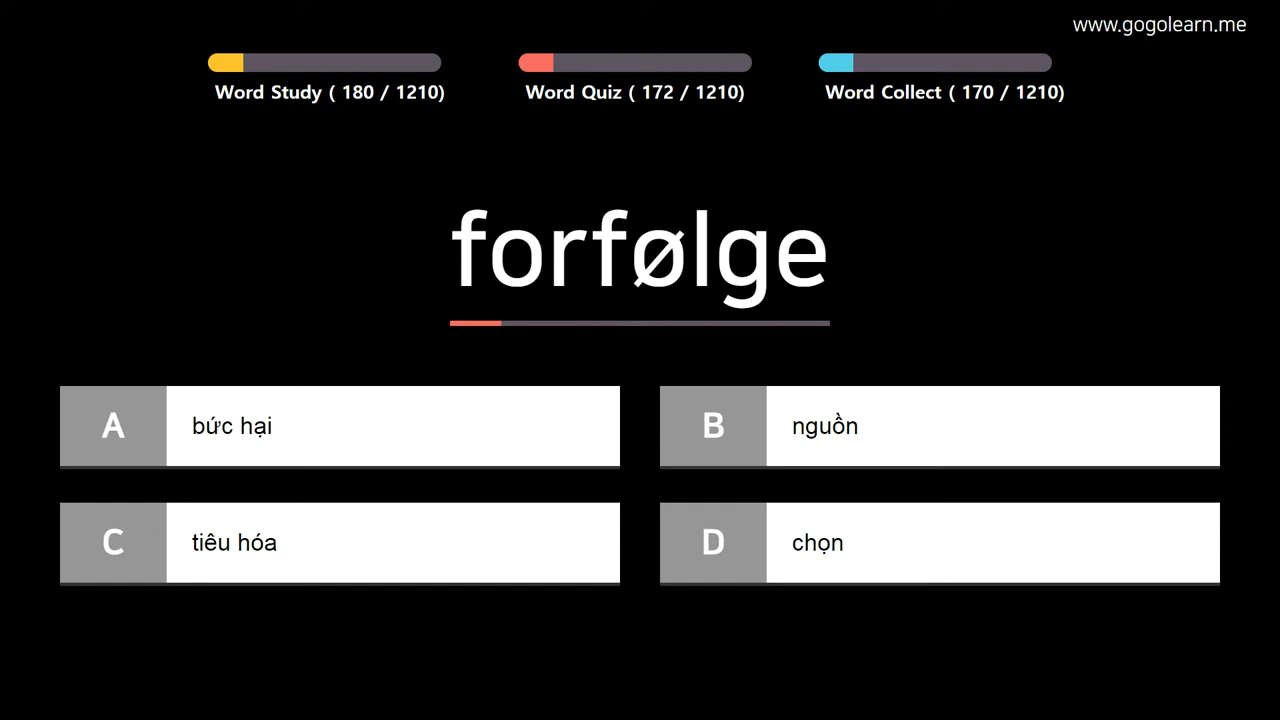 www.gogolearn.me
Word Study ( 180 / 1210)
Word Quiz ( 172 / 1210)
Word Collect ( 170 / 1210)
forfølge
A bức hại
B nguồn
C tiêu hóa
D chọn